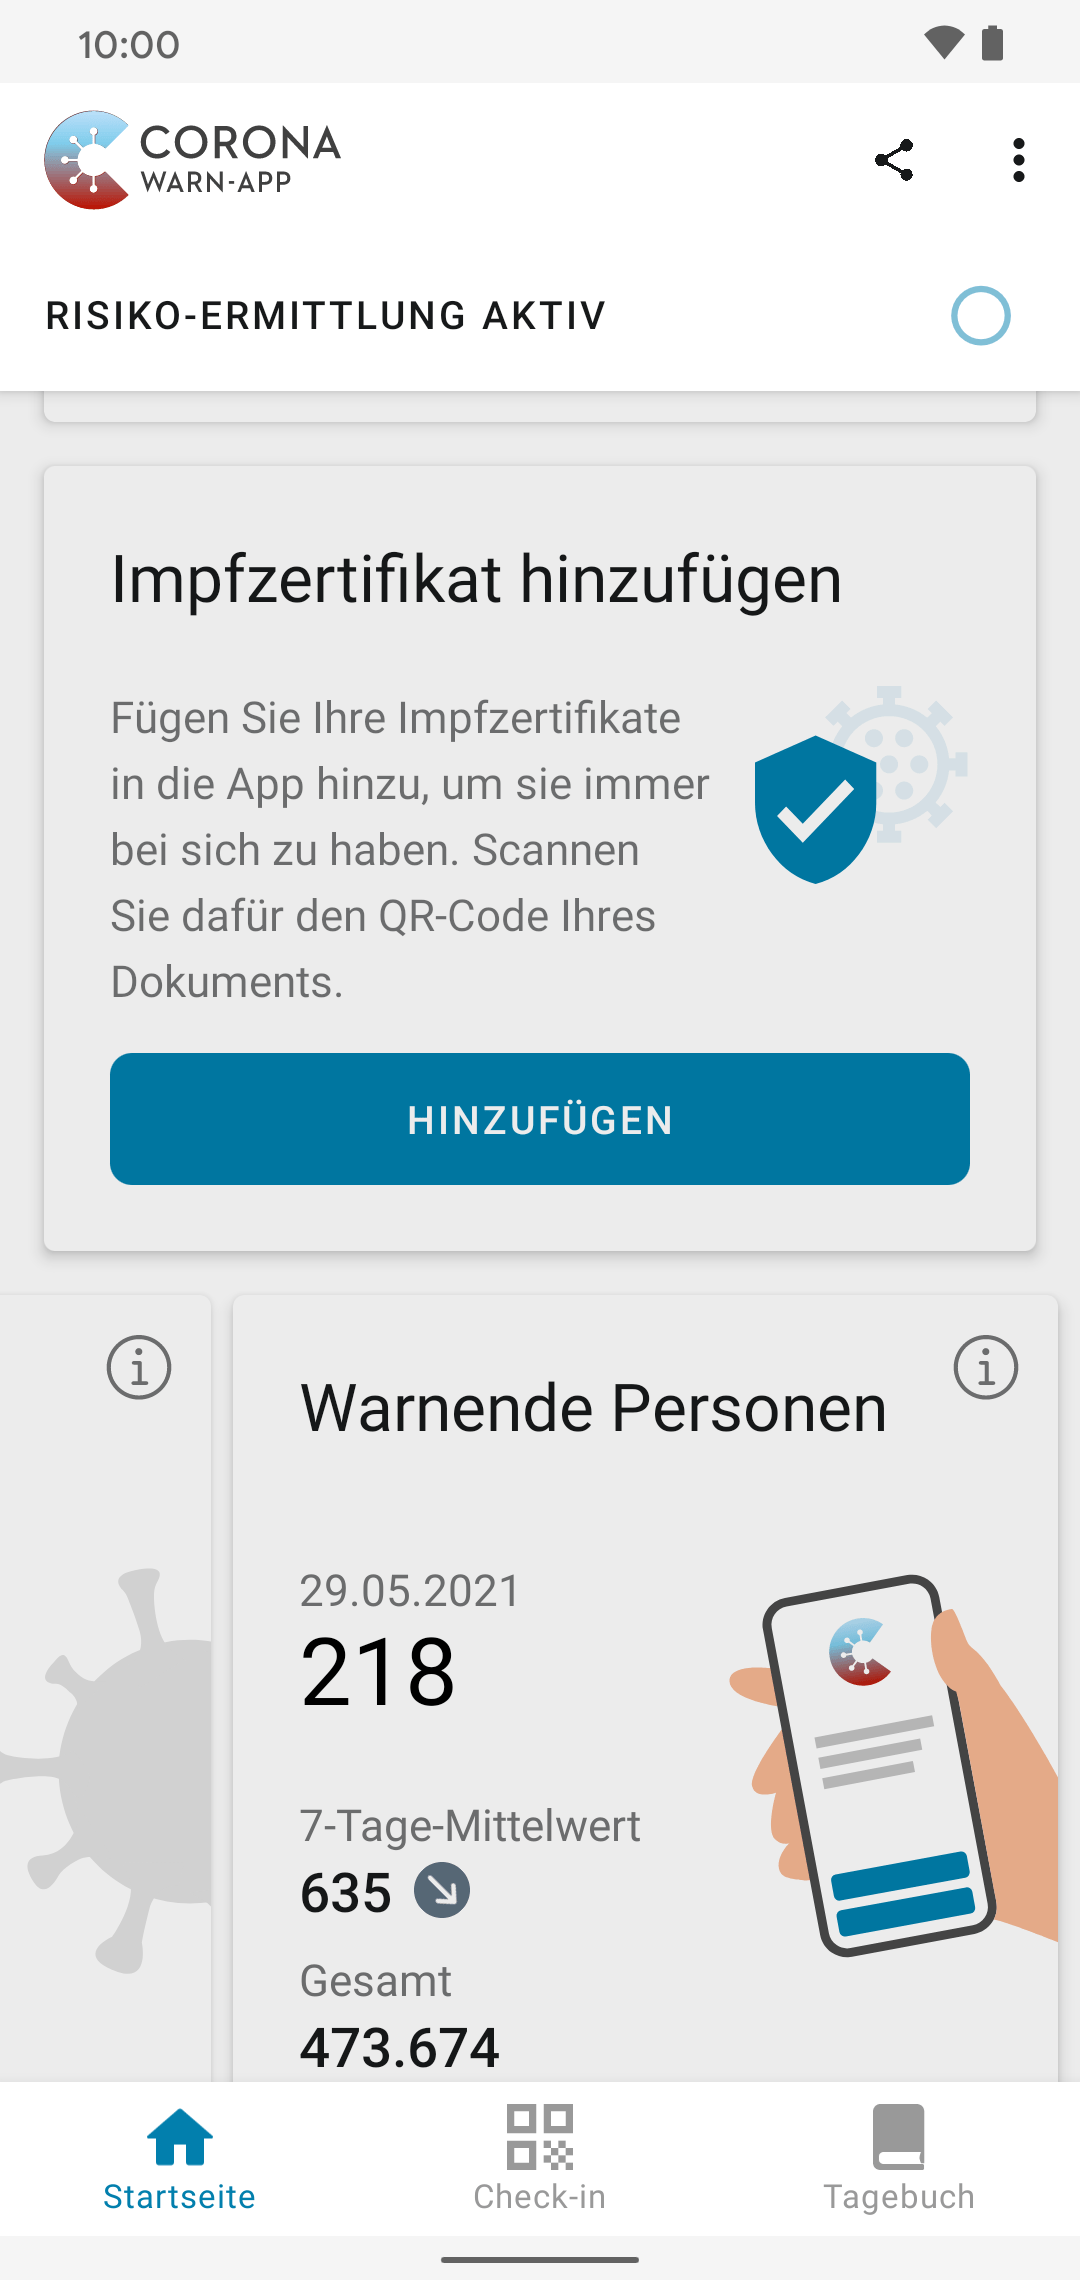 10:00
CORONA
WARN-APP
RISIKO-ERMITTLUNG AKTIV
Impfzertifikat hinzufügen
Fügen Sie Ihre Impfzertifikate
in die App hinzu, um sie immer
bei sich zu haben. Scannen
Sie dafür den QR-Code Ihres
Dokuments.
HINZUFÜGEN
Warnende Personen
29.05.2021
218
7-Tage-Mittelwert
635
Gesamt
473.674
Startseite
Check-in
Tagebuch